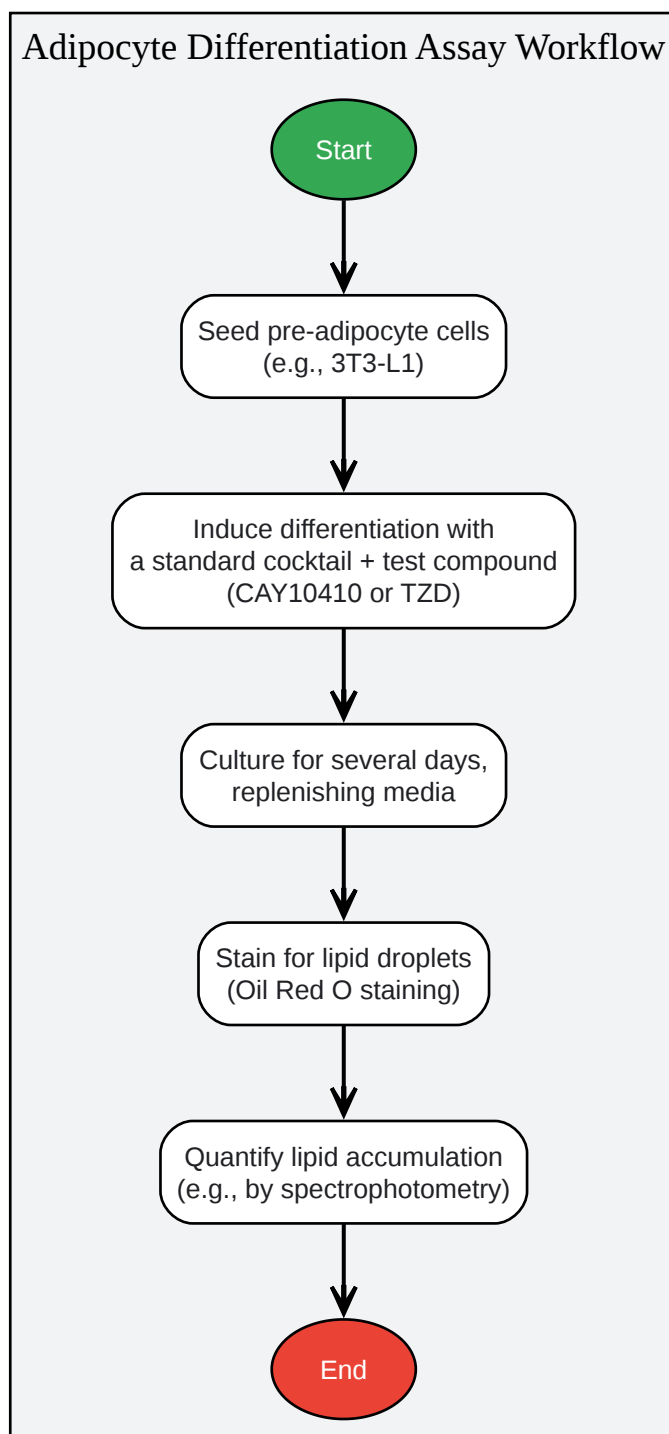 Adipocyte Differentiation Assay Workflow
Start
Seed pre-adipocyte cells
(e.g., 3T3-L1)
Induce differentiation with
a standard cocktail + test compound
(CAY10410 or TZD)
Culture for several days,
replenishing media
Stain for lipid droplets
(Oil Red O staining)
Quantify lipid accumulation
(e.g., by spectrophotometry)
End